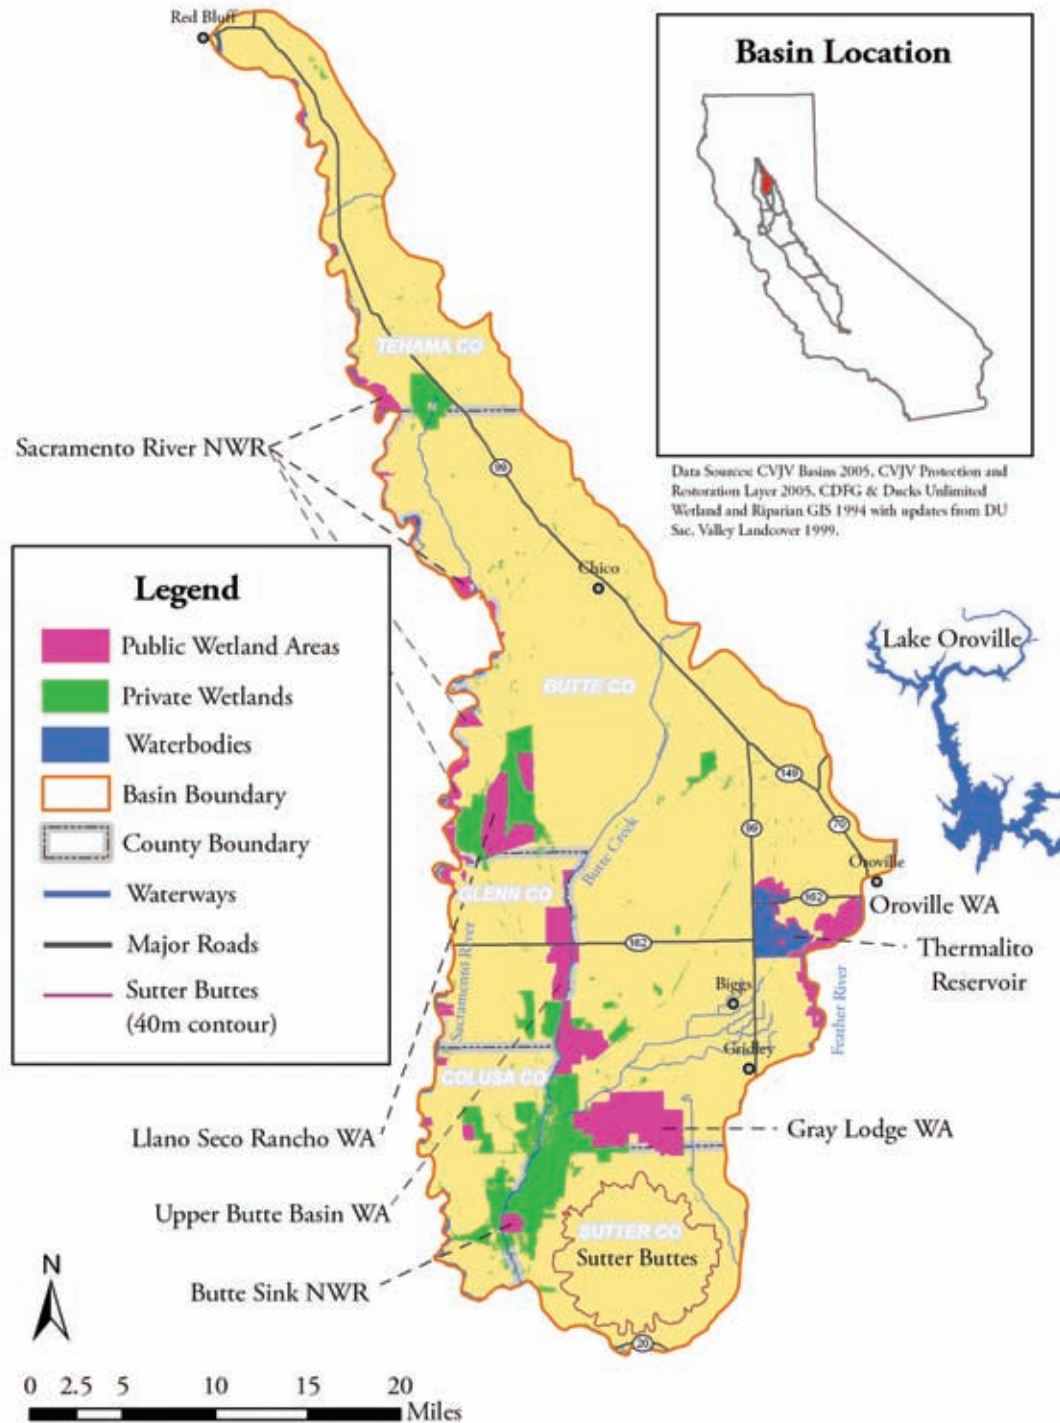 Red Bluff
Basin Location
TEHAMA CO
Sacramento River NWR
99
Data Sources: CVJV Basins 2005, CVJV Protection and
Restoration Layer 2005, CDFG & Ducks Unlimited
Wetland and Riparian GIS 1994 with updates from DU
Sac. Valley Landcover 1999.
Chico
Legend
Public Wetland Areas
Private Wetlands
Waterbodies
Basin Boundary
County Boundary
Waterways
Major Roads
Sutter Buttes
(40m contour)
Lake Oroville
BUTTE CO
149
99
70
Butte Creek
Oroville
GLENN CO
162
Oroville WA
Sacramento River
162
Thermalito
Reservoir
Biggs
Feather River
Gridley
COLUSA CO
Llano Seco Rancho WA
Gray Lodge WA
Upper Butte Basin WA
SUTTER CO
Sutter Buttes
Butte Sink NWR
N
20
0 2.5 5 10 15 20
Miles